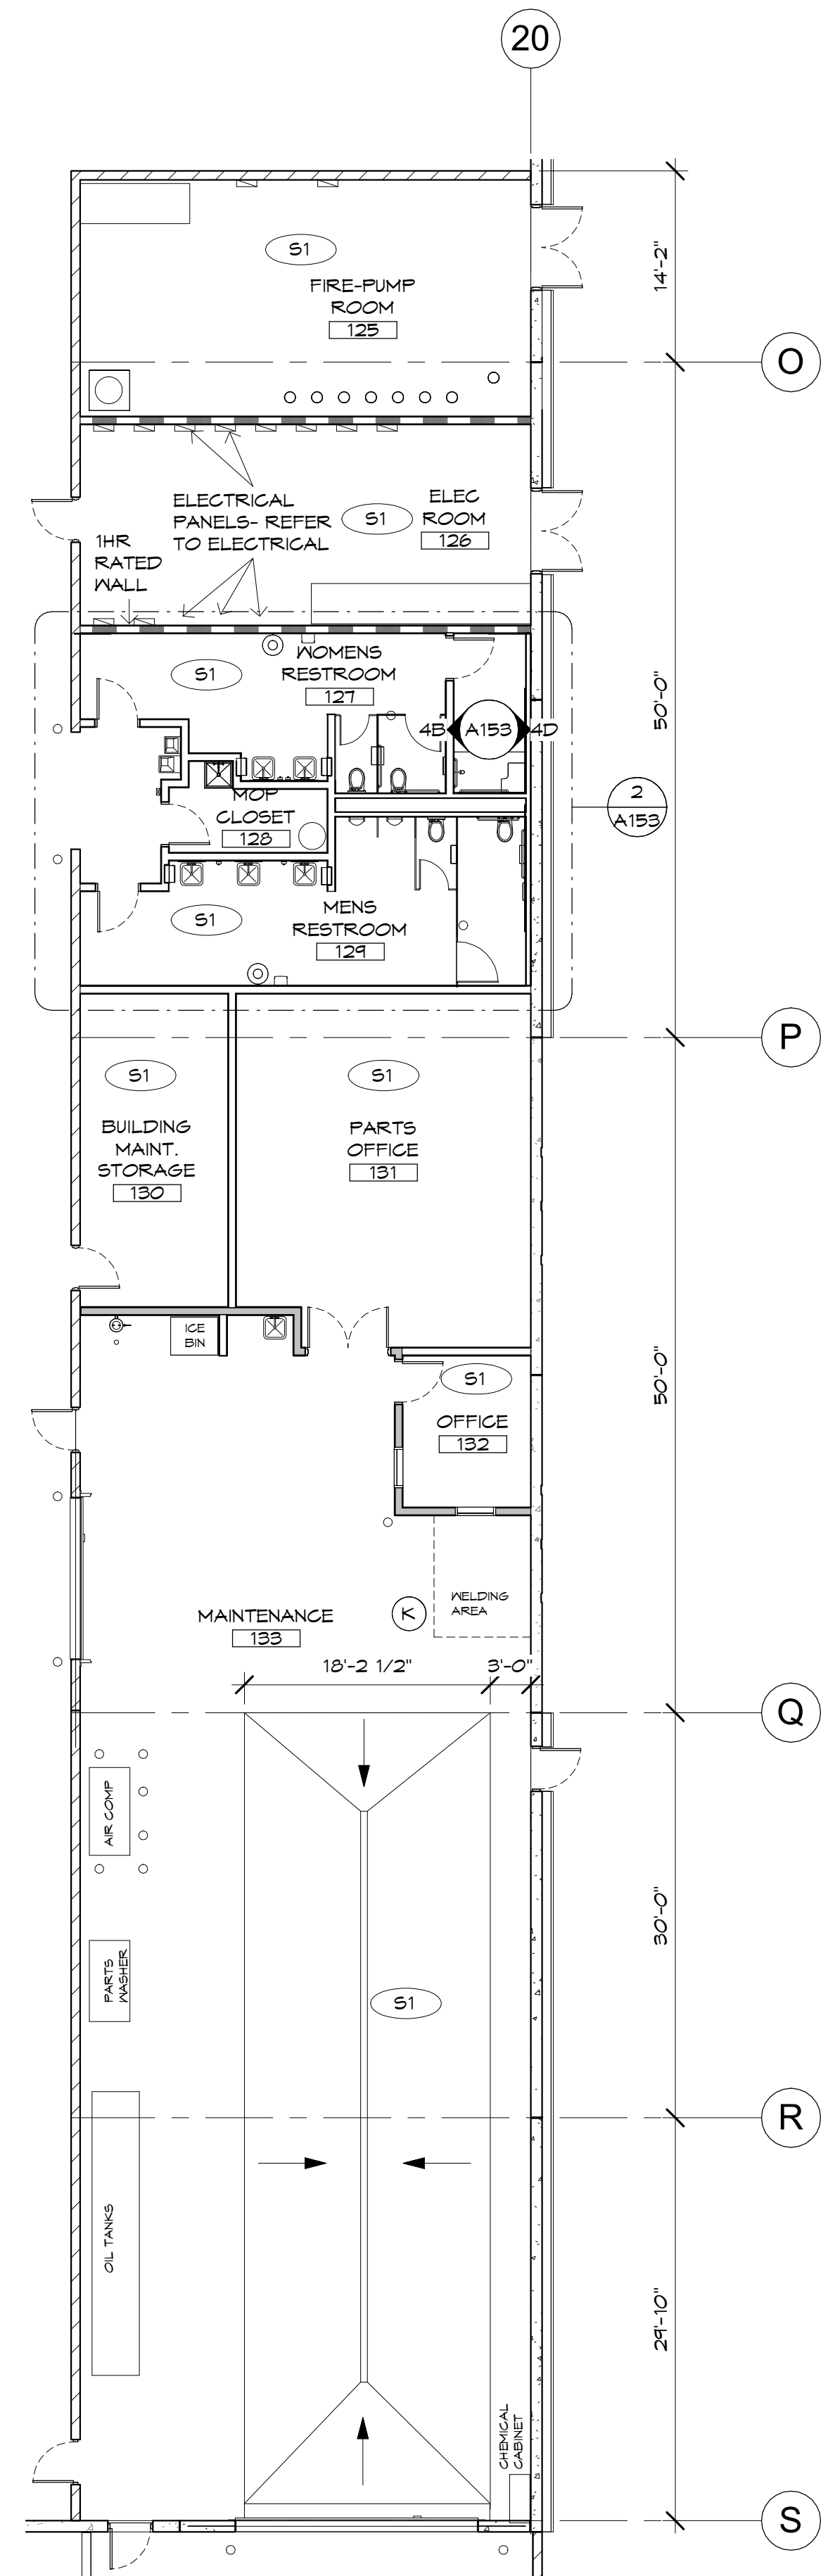 20
14'-2"
S1
FIRE-PUMP
ROOM
125
O
ELECTRICAL
PANELS- REFER
TO ELECTRICAL
S1
ELEC
ROOM
126
1HR
RATED
WALL
50'-0"
S1
WOMENS
RESTROOM
127
4B
A153
4D
2
A153
MOP
CLOSET
128
S1
MENS
RESTROOM
129
P
S1
BUILDING
MAINT.
STORAGE
130
S1
PARTS
OFFICE
131
ICE
BIN
50'-0"
S1
OFFICE
132
WELDING
AREA
K
MAINTENANCE
133
18'-2 1/2"
3'-0"
Q
AIR COMP
30'-0"
PARTS
WASHER
S1
R
OIL TANKS
29'-10"
CHEMICAL
CABINET
S